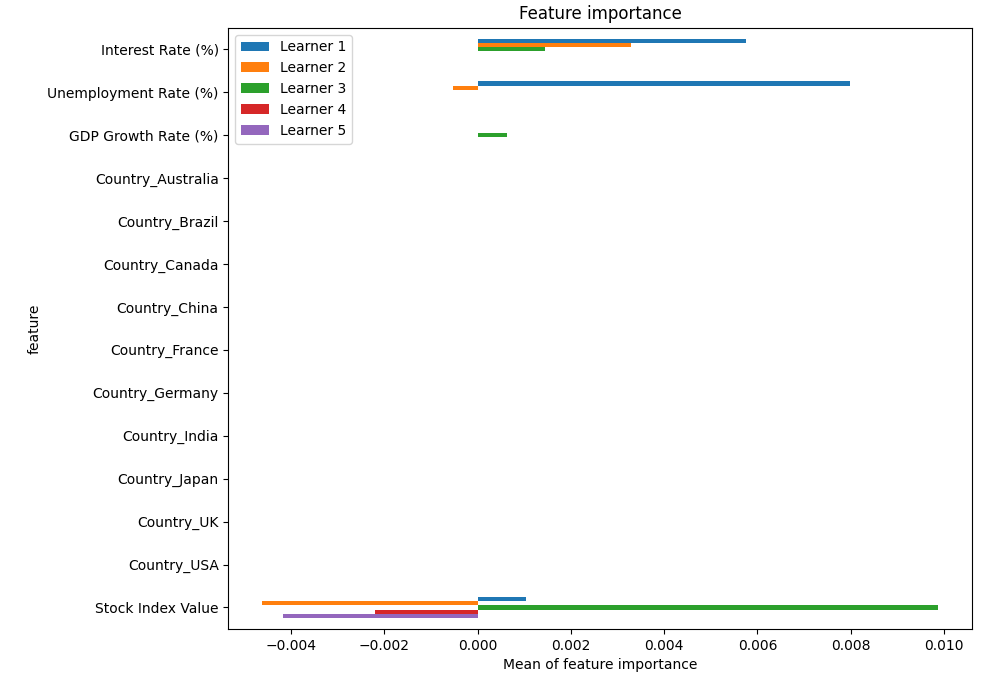 Feature importance
Interest Rate (%)
Unemployment Rate (%)
GDP Growth Rate (%)
Country_Australia
Country_Brazil
Country_Canada
Country_China
Country_France
Country_Germany
Country_India
Country_Japan
Country_UK
Country_USA
Stock Index Value
feature
Learner 1
Learner 2
Learner 3
Learner 4
Learner 5
−0.004 −0.002 0.000 0.002 0.004 0.006 0.008 0.010
Mean of feature importance